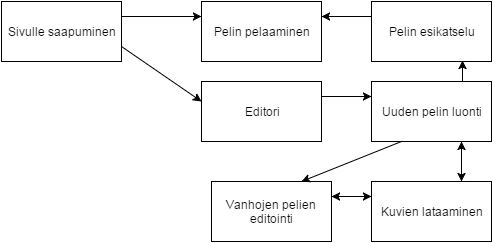 Sivulle saapuminen
Pelin pelaaminen
Pelin esikatselu
Editori
Uuden pelin luonti
Vanhojen pelien
editointi
Kuvien lataaminen